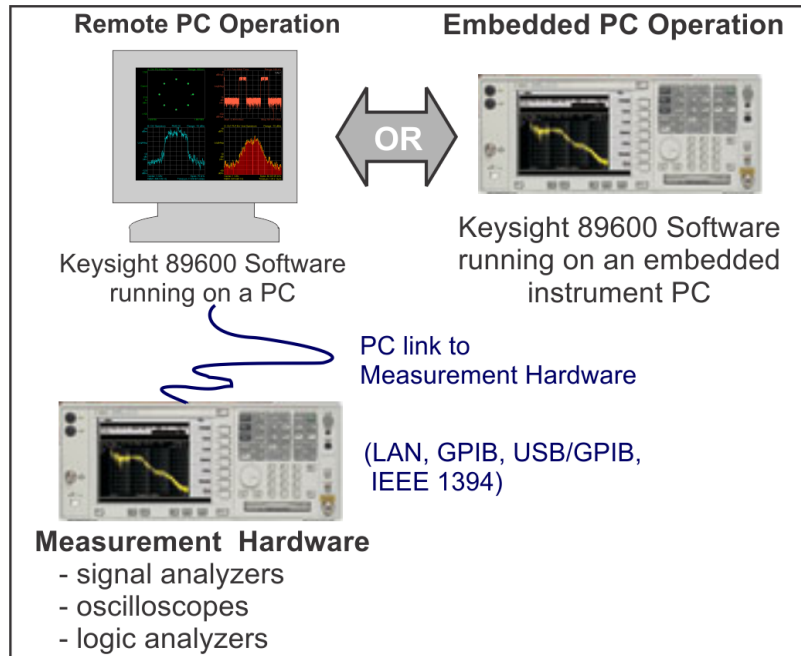 Remote PC Operation
Embedded PC Operation
OR
Keysight 89600 Software
running on a PC
Keysight 89600 Software
running on an embedded
instrument PC
PC link to
Measurement Hardware
(LAN, GPIB, USB/GPIB,
IEEE 1394)
Measurement Hardware
- signal analyzers
- oscilloscopes
- logic analyzers